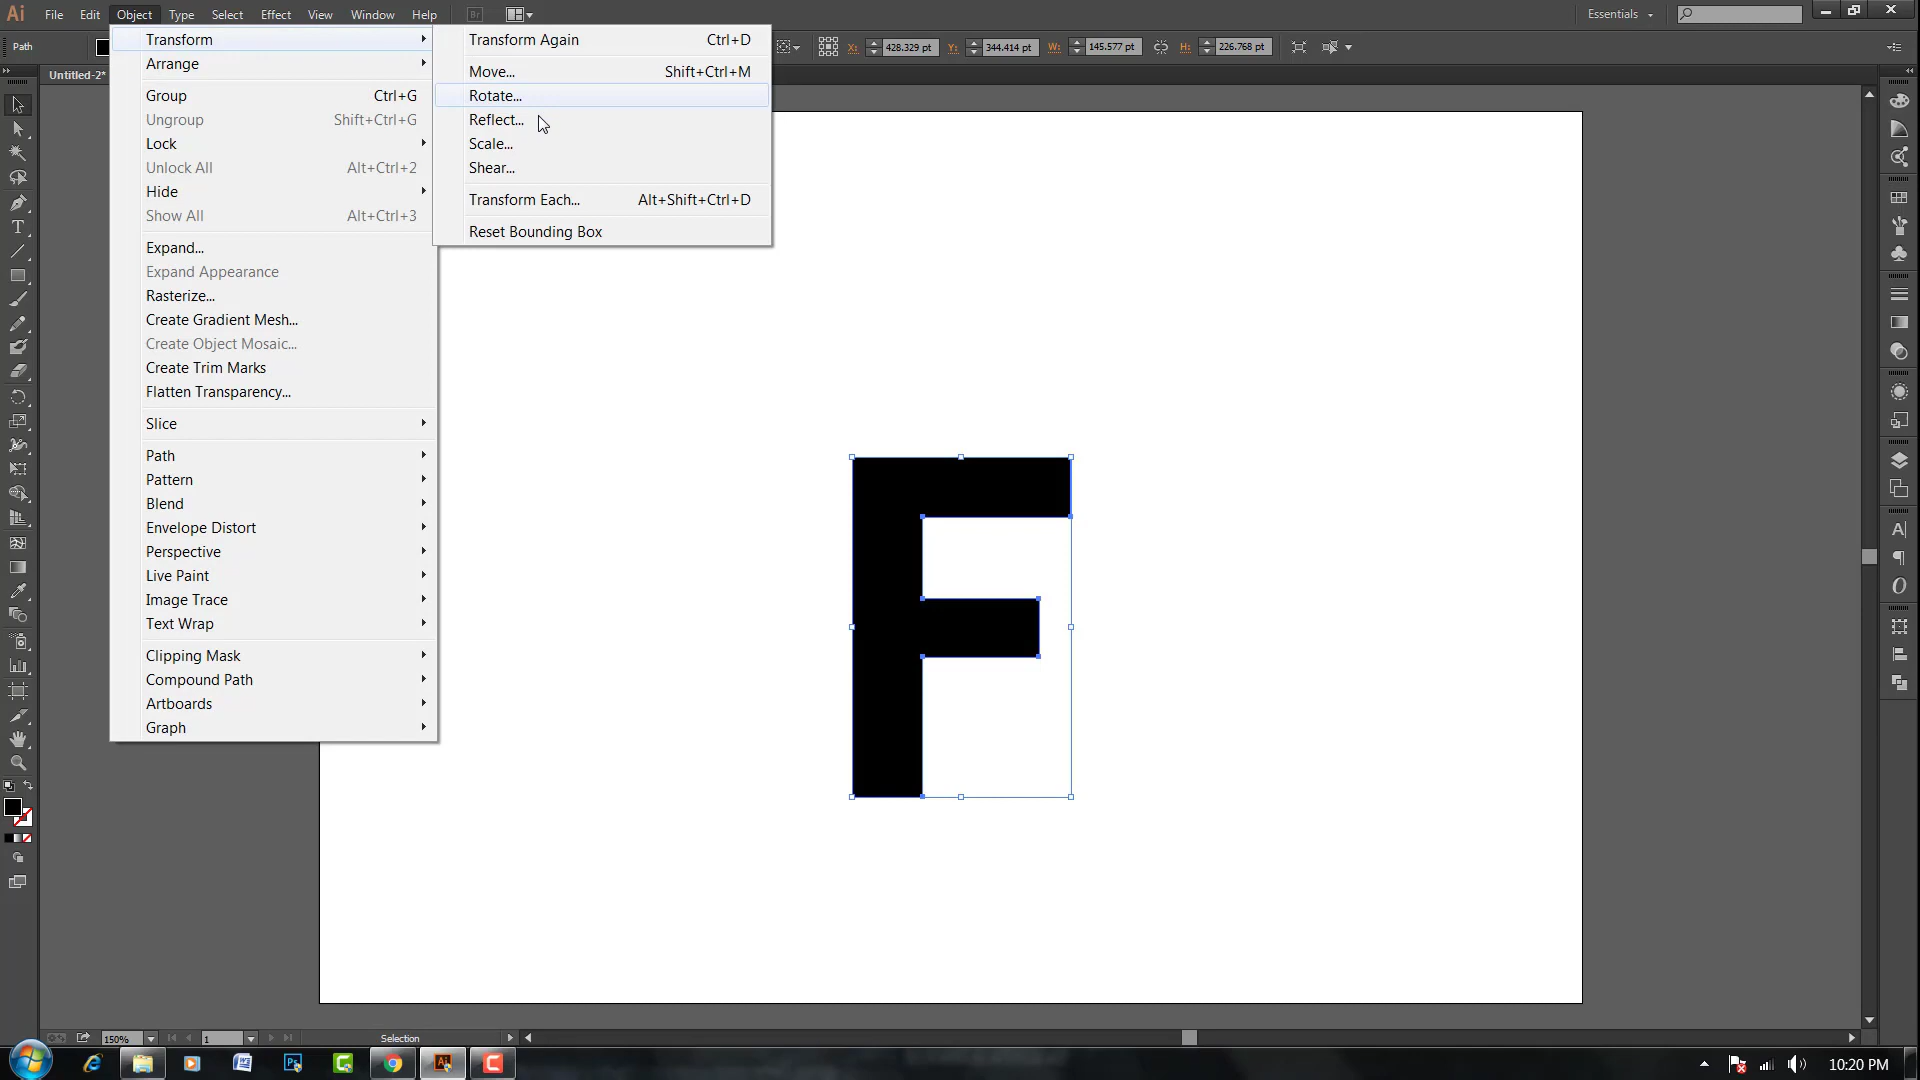 Ai File Edit Object Type Select Effect View Window Help Br Essentials
Path
X: 428.329 pt Y: 344.414 pt W: 145.577 pt H: 226.768 pt
Untitled-2*
Transform
Arrange
Group Ctrl+G
Ungroup Shift+Ctrl+G
Lock
Unlock All Alt+Ctrl+2
Hide
Show All Alt+Ctrl+3
Expand...
Expand Appearance
Rasterize...
Create Gradient Mesh...
Create Object Mosaic...
Create Trim Marks
Flatten Transparency...
Slice
Path
Pattern
Blend
Envelope Distort
Perspective
Live Paint
Image Trace
Text Wrap
Clipping Mask
Compound Path
Artboards
Graph
Transform Again Ctrl+D
Move... Shift+Ctrl+M
Rotate...
Reflect...
Scale...
Shear...
Transform Each... Alt+Shift+Ctrl+D
Reset Bounding Box
F
150% 1 Selection
10:20 PM